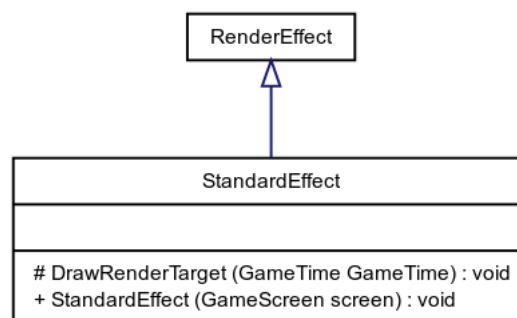 RenderEffect
StandardEffect
# DrawRenderTarget (GameTime GameTime) : void
+ StandardEffect (GameScreen screen) : void